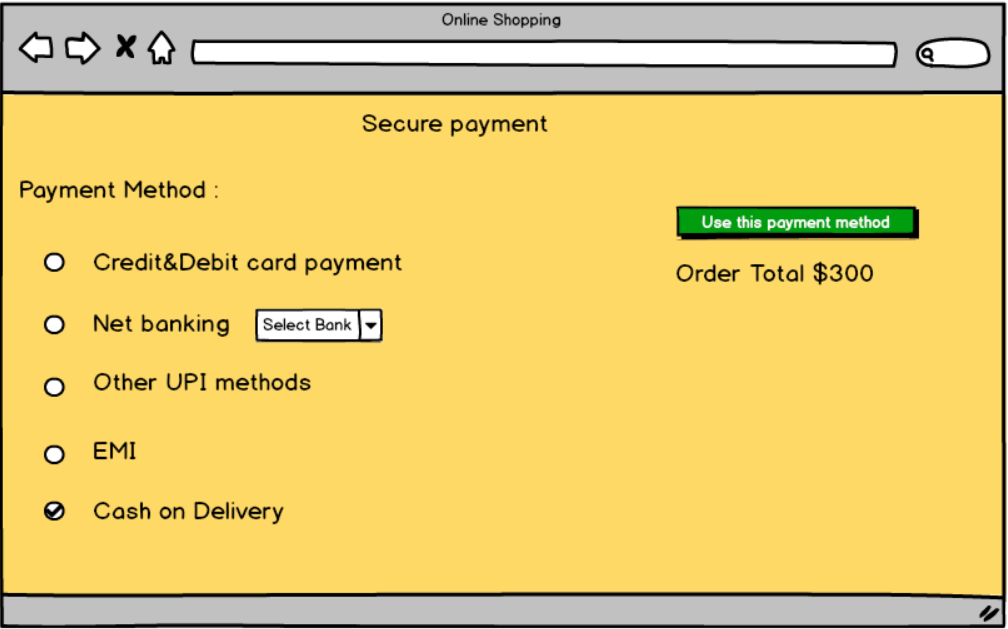 Online Shopping
Secure payment
Payment Method :
Use this payment method
Credit&Debit card payment
Order Total $300
Net banking
Select Bank
Other UPI methods
EMI
Cash on Delivery